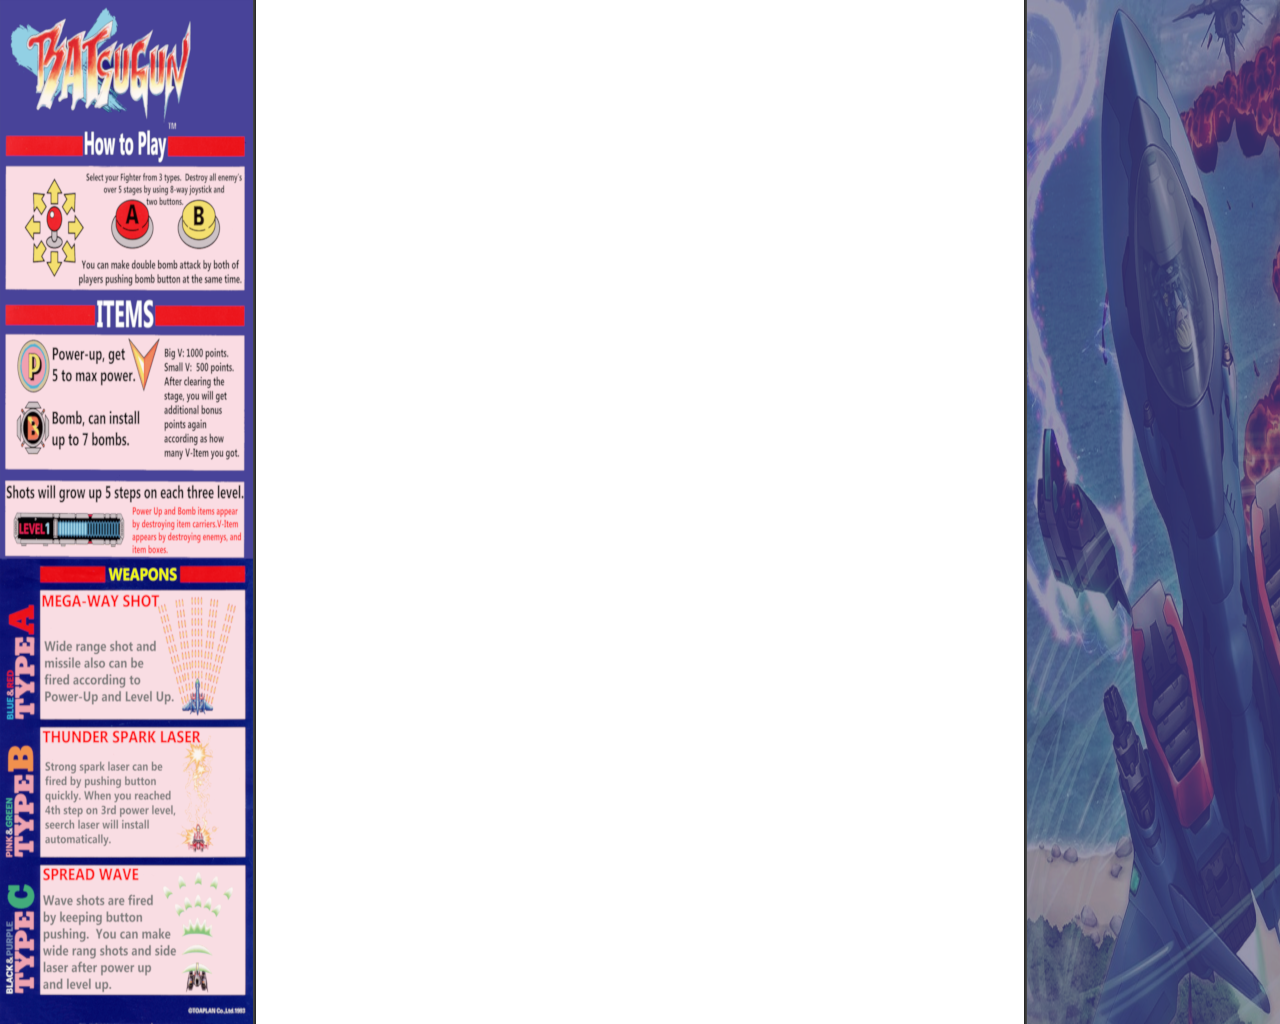 BATSUGUN
TM
How to Play
Select your Fighter from 3 types. Destroy all enemy's
over 5 stages by using 8-way joystick and
two buttons.
A B
You can make double bomb attack by both of
players pushing bomb button at the same time.
ITEMS
P
Power-up, get
5 to max power.
B
Bomb, can install
up to 7 bombs.
Big V: 1000 points.
Small V: 500 points.
After clearing the
stage, you will get
additional bonus
points again
according as how
many V-Item you got.
Shots will grow up 5 steps on each three level.
LEVEL1
Power Up and Bomb items appear
by destroying item carriers.V-Item
appears by destroying enemys, and
item boxes.
WEAPONS
BLUE & RED
TYPE A
MEGA-WAY SHOT
Wide range shot and
missile also can be
fired according to
Power-Up and Level Up.
PINK & GREEN
TYPE B
THUNDER SPARK LASER
Strong spark laser can be
fired by pushing button
quickly. When you reached
4th step on 3rd power level,
seerch laser will install
automatically.
BLACK & PURPLE
TYPE C
SPREAD WAVE
Wave shots are fired
by keeping button
pushing. You can make
wide rang shots and side
laser after power up
and level up.
©TOAPLAN Co.,Ltd 1993